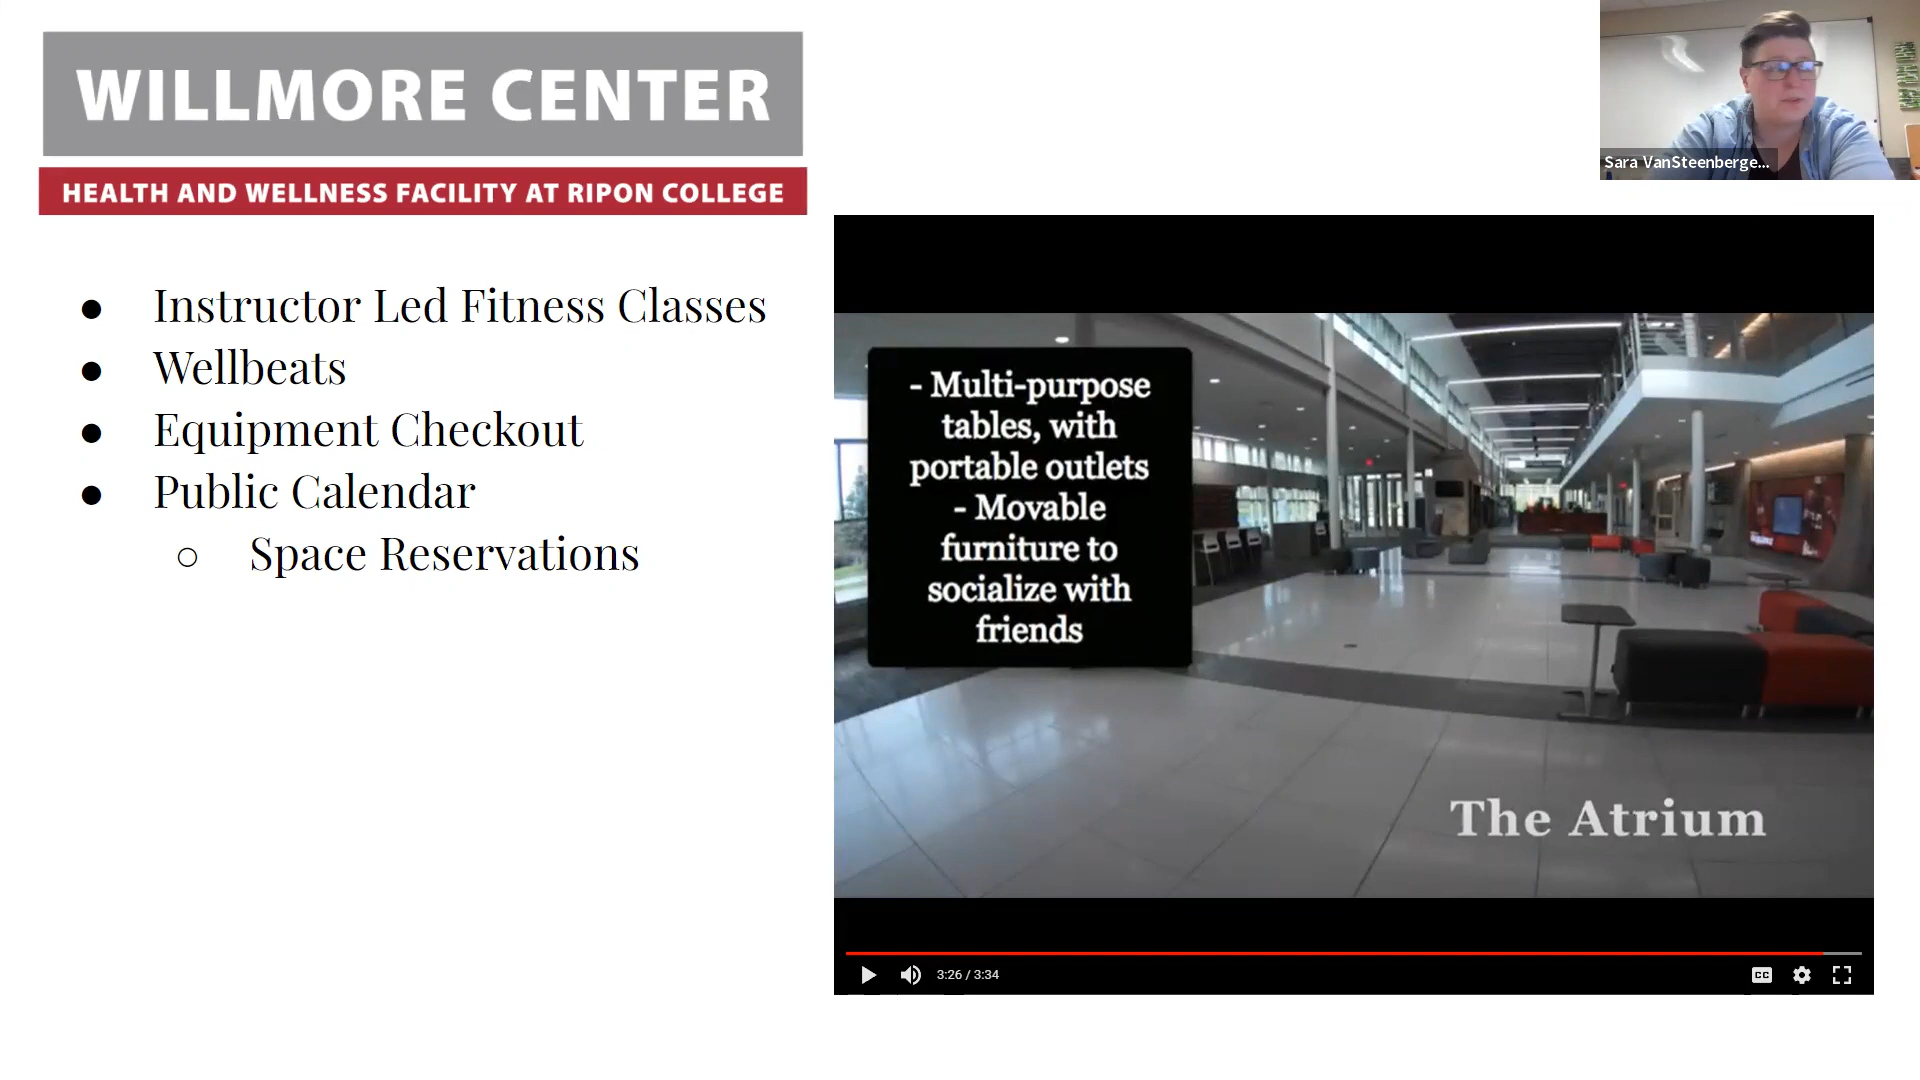 WILLMORE CENTER
HEALTH AND WELLNESS FACILITY AT RIPON COLLEGE
Sara VanSteenberge...
● Instructor Led Fitness Classes
● Wellbeats
● Equipment Checkout
● Public Calendar
○ Space Reservations
- Multi-purpose
tables, with
portable outlets
- Movable
furniture to
socialize with
friends
The Atrium
3:26 / 3:34
CC